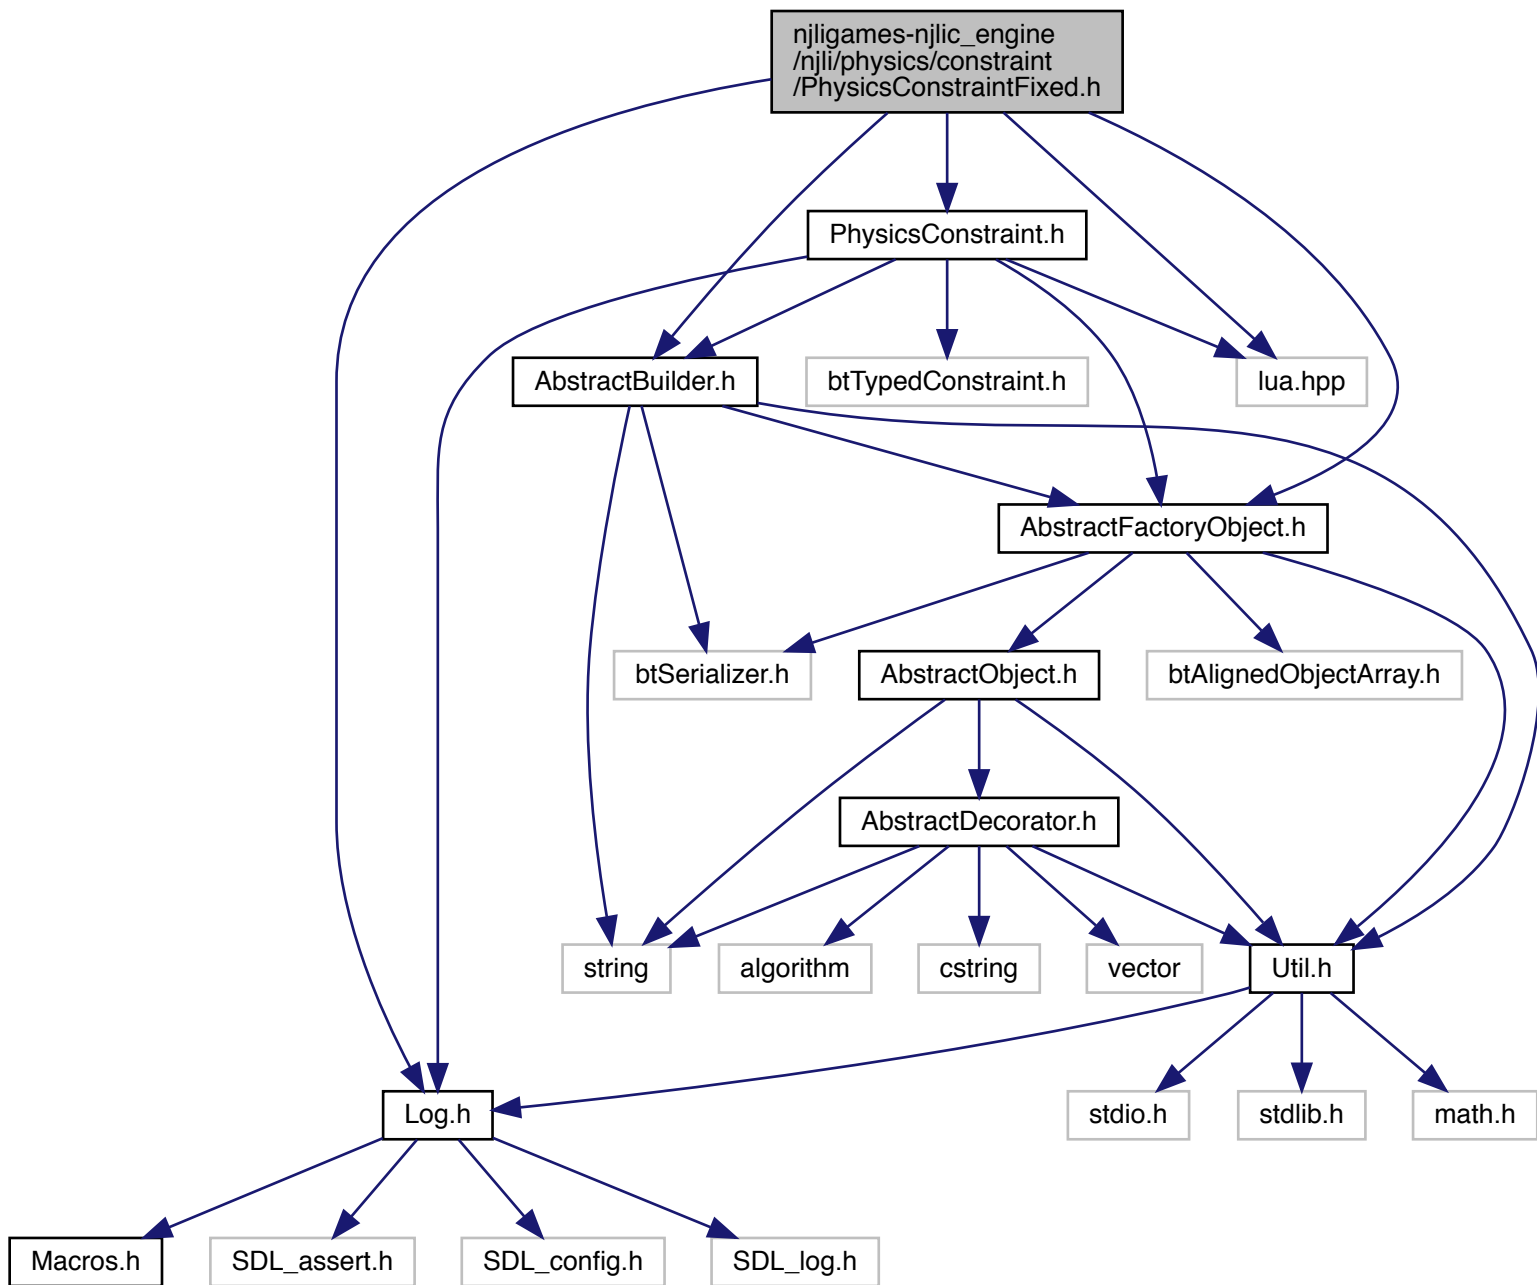 njligames-njlic_engine
/njli/physics/constraint
/PhysicsConstraintFixed.h
PhysicsConstraint.h
AbstractBuilder.h
btTypedConstraint.h
lua.hpp
AbstractFactoryObject.h
btSerializer.h
AbstractObject.h
btAlignedObjectArray.h
AbstractDecorator.h
string
algorithm
cstring
vector
Util.h
Log.h
stdio.h
stdlib.h
math.h
Macros.h
SDL_assert.h
SDL_config.h
SDL_log.h